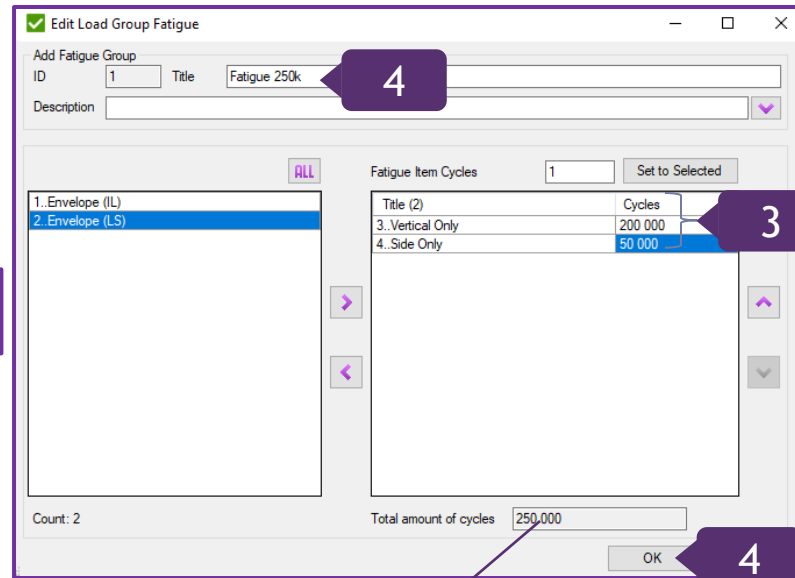 Edit Load Group Fatigue
Add Fatigue Group
ID 1 Title Fatigue 250k 4
Description
ALL Fatigue Item Cycles 1 Set to Selected
1..Envelope (IL)
2..Envelope (LS)
Title (2) Cycles
3..Vertical Only 200 000
4..Side Only 50 000
3
Count: 2 Total amount of cycles 250,000
OK 4